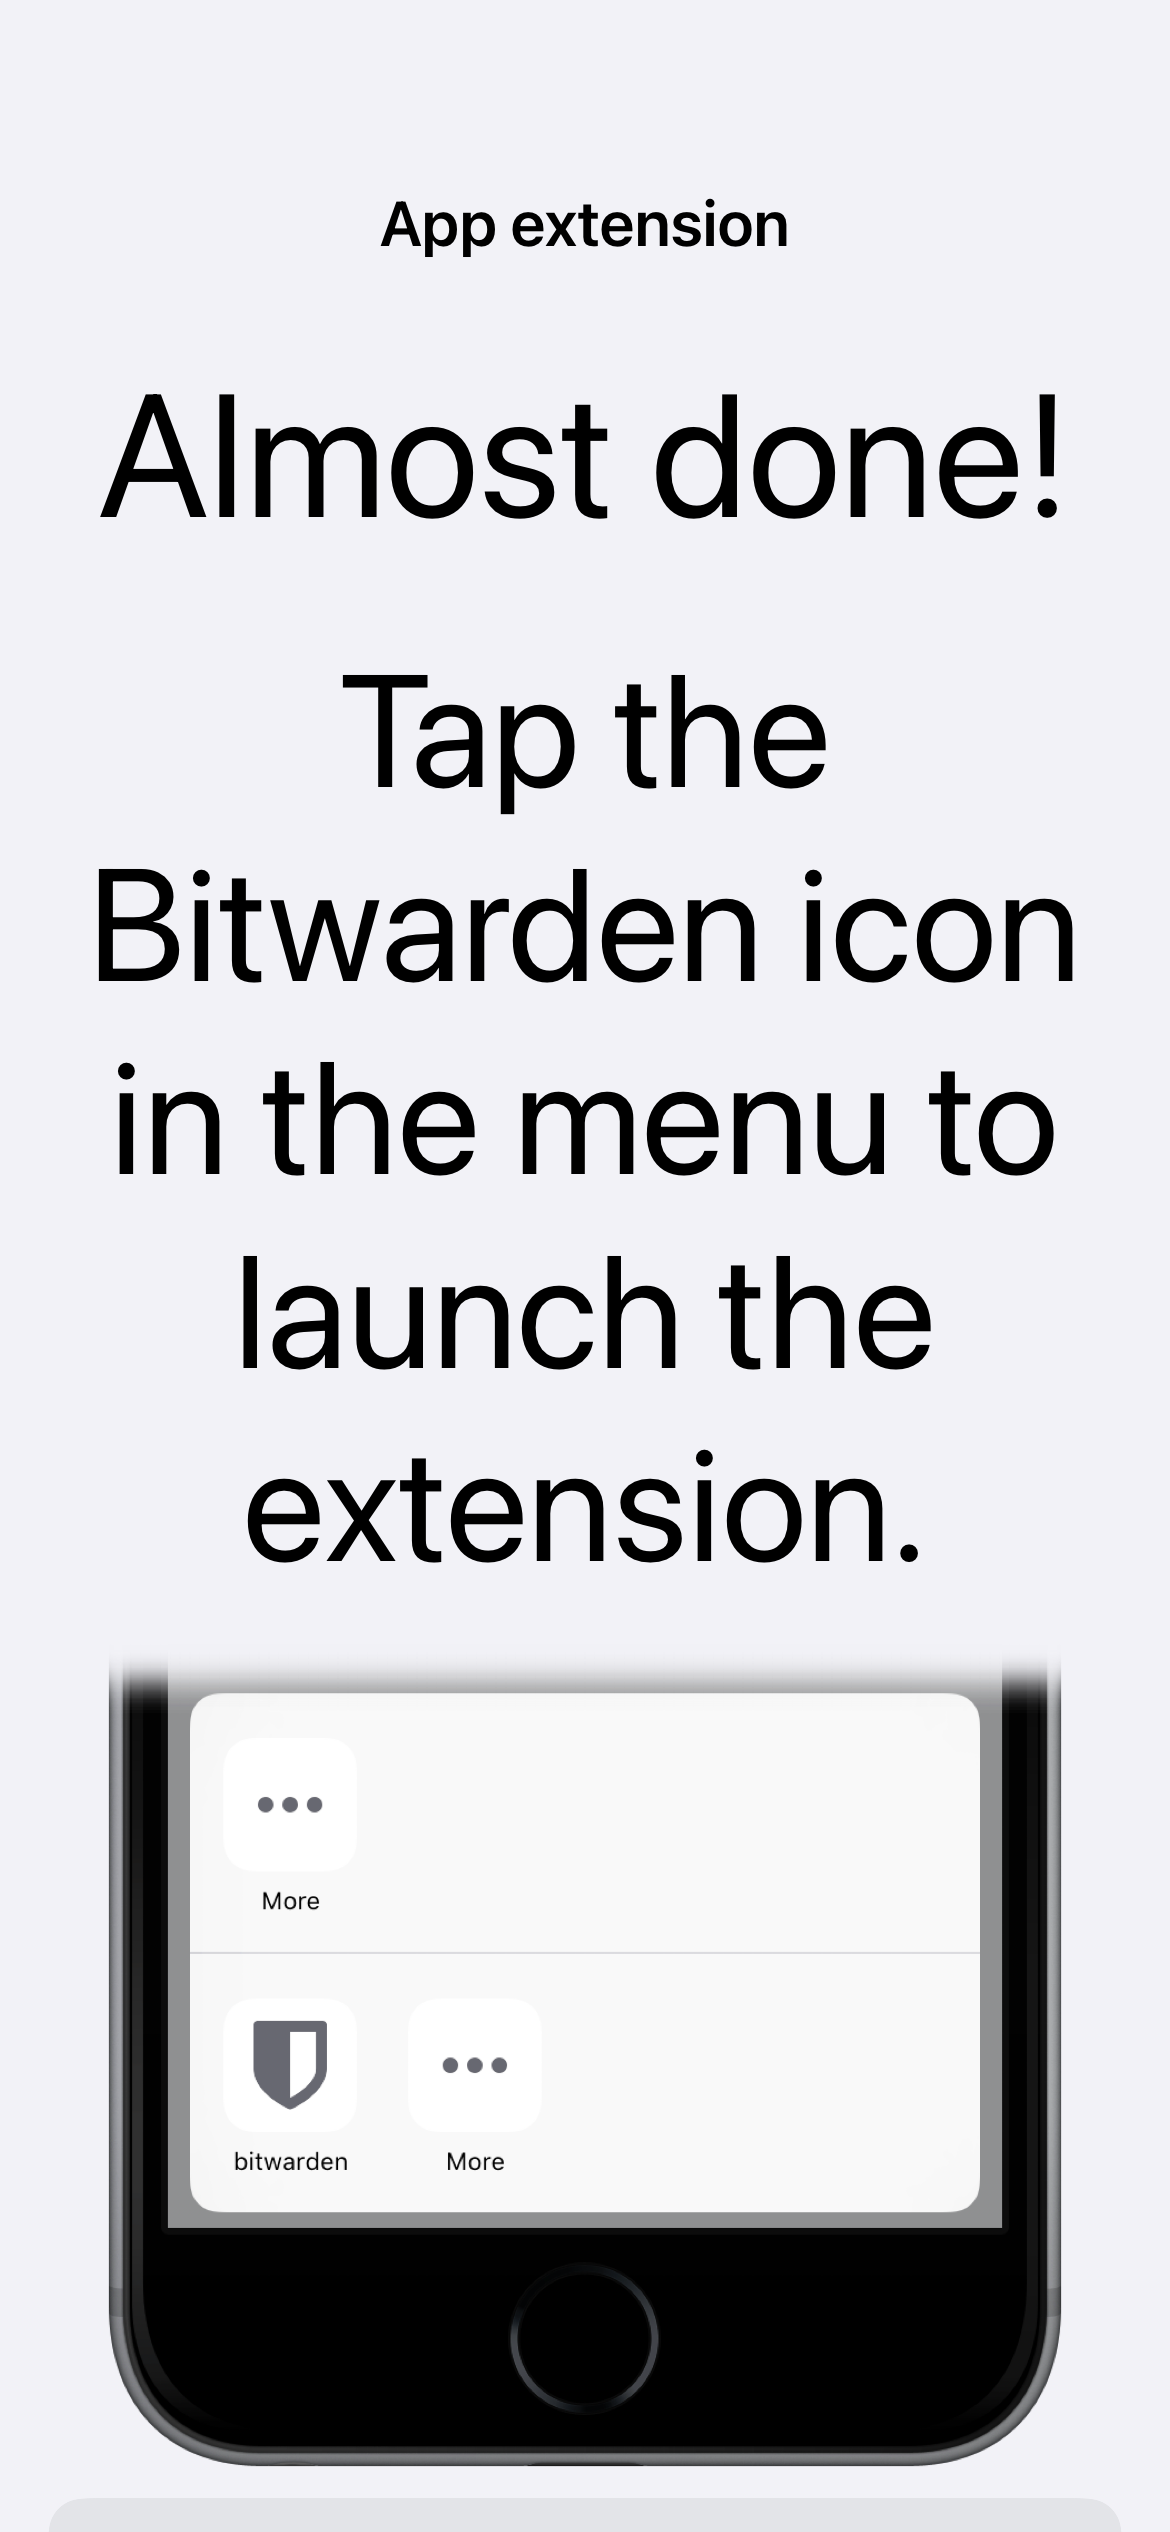 App extension
Almost done!
Tap the
Bitwarden icon
in the menu to
launch the
extension.
More
bitwarden
More